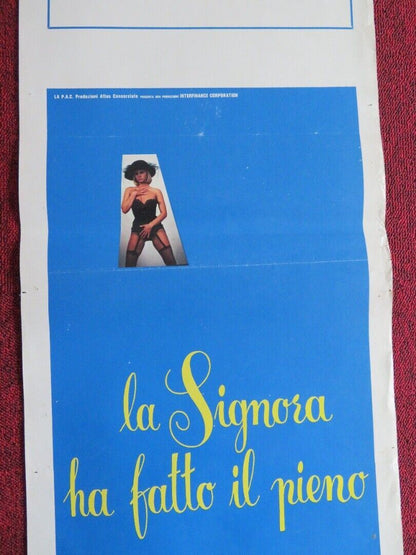 LA P.A.C. Produzioni Atlas Consorziate PRESENTA UNA PRODUZIONE INTERFINANCE CORPORATION
la Signora
ha fatto il pieno